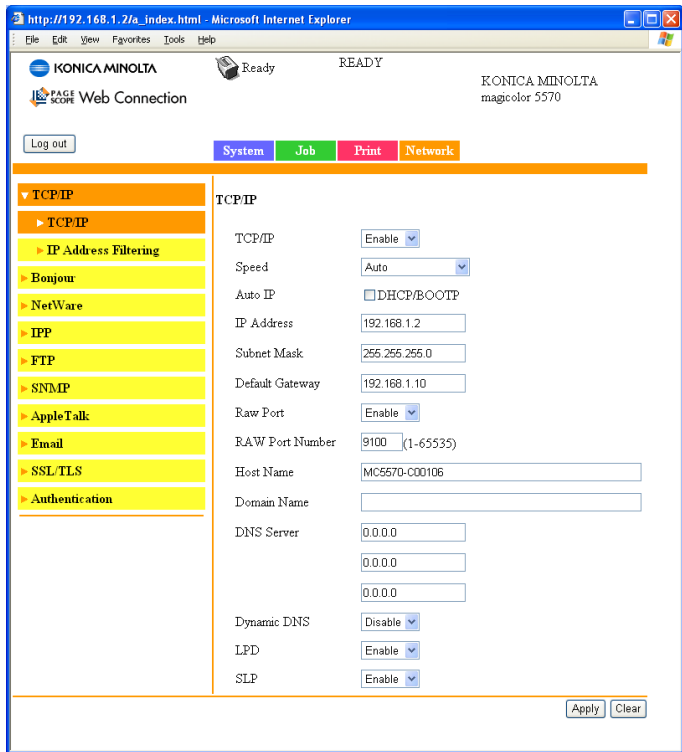 http://192.168.1.2/a_index.html - Microsoft Internet Explorer
File Edit View Favorites Tools Help
KONICA MINOLTA
Ready
READY
KONICA MINOLTA
magicolor 5570
PAGE SCOPE Web Connection
Log out
System Job Print Network
TCP/IP
TCP/IP
IP Address Filtering
Bonjour
NetWare
IPP
FTP
SNMP
AppleTalk
Email
SSL/TLS
Authentication
TCP/IP
TCP/IP Enable
Speed Auto
Auto IP DHCP/BOOTP
IP Address 192.168.1.2
Subnet Mask 255.255.255.0
Default Gateway 192.168.1.10
Raw Port Enable
RAW Port Number 9100 (1-65535)
Host Name MC5570-C00106
Domain Name
DNS Server 0.0.0.0
0.0.0.0
0.0.0.0
Dynamic DNS Disable
LPD Enable
SLP Enable
Apply Clear